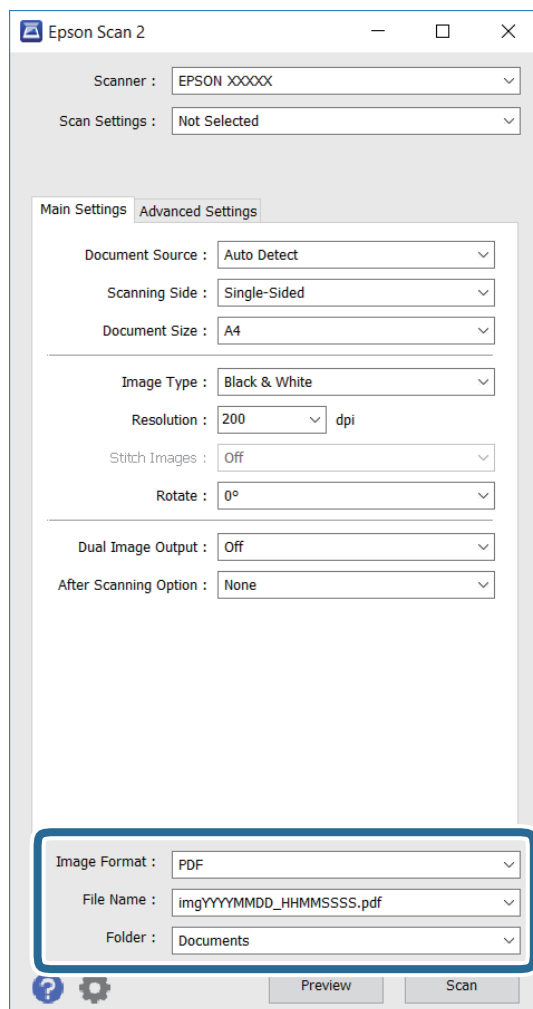 Epson Scan 2
Scanner : EPSON XXXXX
Scan Settings : Not Selected
Main Settings Advanced Settings
Document Source : Auto Detect
Scanning Side : Single-Sided
Document Size : A4
Image Type : Black & White
Resolution : 200 dpi
Stitch Images : Off
Rotate : 0°
Dual Image Output : Off
After Scanning Option : None
Image Format : PDF
File Name : imgYYYYMMDD_HHMMSSSS.pdf
Folder : Documents
? Preview Scan